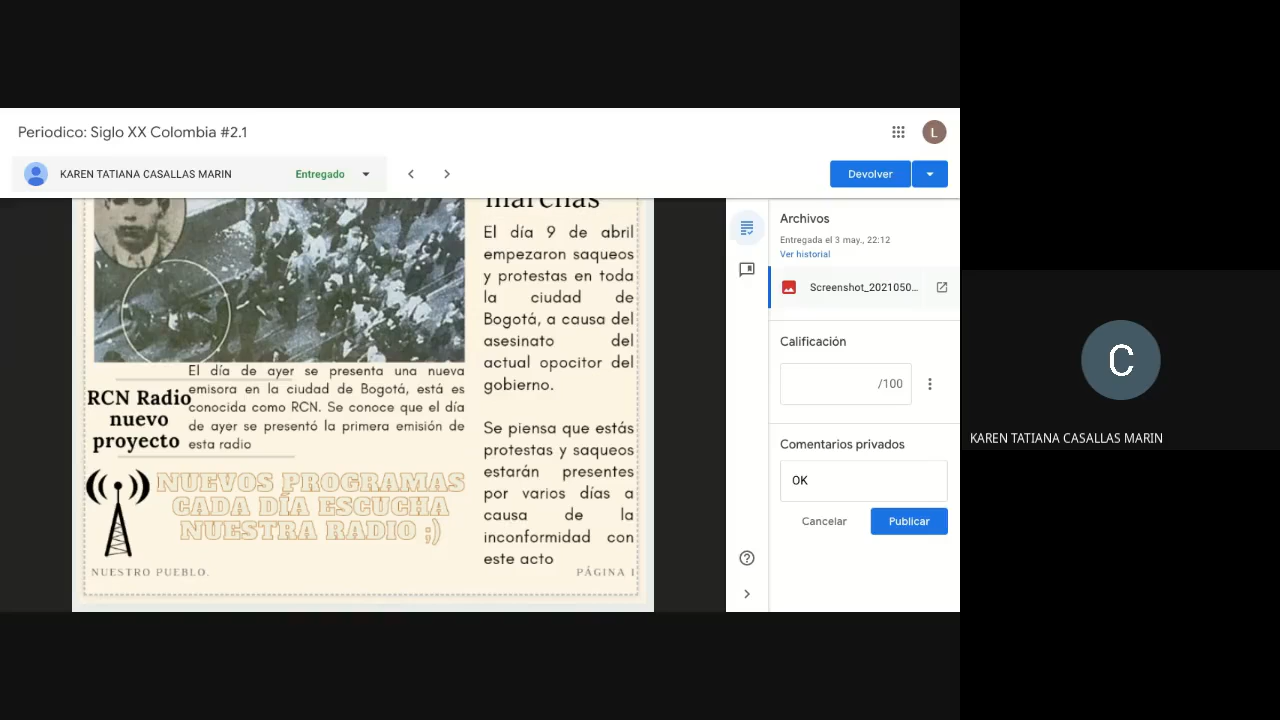 Periodico: Siglo XX Colombia #2.1
L
KAREN TATIANA CASALLAS MARIN
Entregado
Devolver
marchas
El día 9 de abril
empezaron saqueos
y protestas en toda
la ciudad de
Bogotá, a causa del
asesinato del
actual opocitor del
gobierno.
Se piensa que estás
protestas y saqueos
estarán presentes
por varios días a
causa de la
inconformidad con
este acto
El día de ayer se presenta una nueva
emisora en la ciudad de Bogotá, está es
conocida como RCN. Se conoce que el día
de ayer se presentó la primera emisión de
esta radio
RCN Radio
nuevo
proyecto
NUEVOS PROGRAMAS
CADA DÍA ESCUCHA
NUESTRA RADIO ;)
NUESTRO PUEBLO.
PÁGINA 1
Archivos
Entregada el 3 may., 22:12
Ver historial
Screenshot_2021050...
Calificación
/100
Comentarios privados
OK
Cancelar
Publicar
C
KAREN TATIANA CASALLAS MARIN